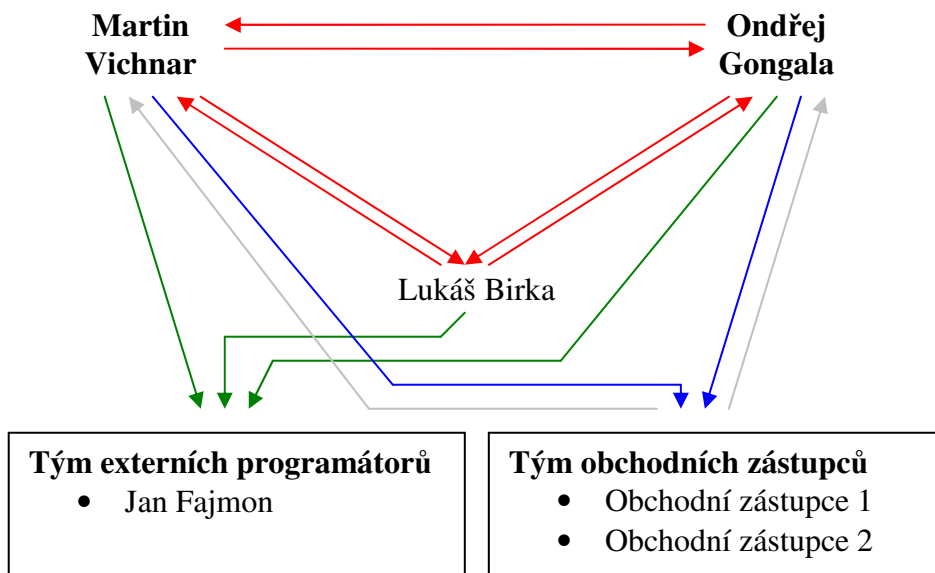 Martin
Vichnar
Ondřej
Gongala
Lukáš Birka
Tým externích programátorů
• Jan Fajmon
Tým obchodních zástupců
• Obchodní zástupce 1
• Obchodní zástupce 2